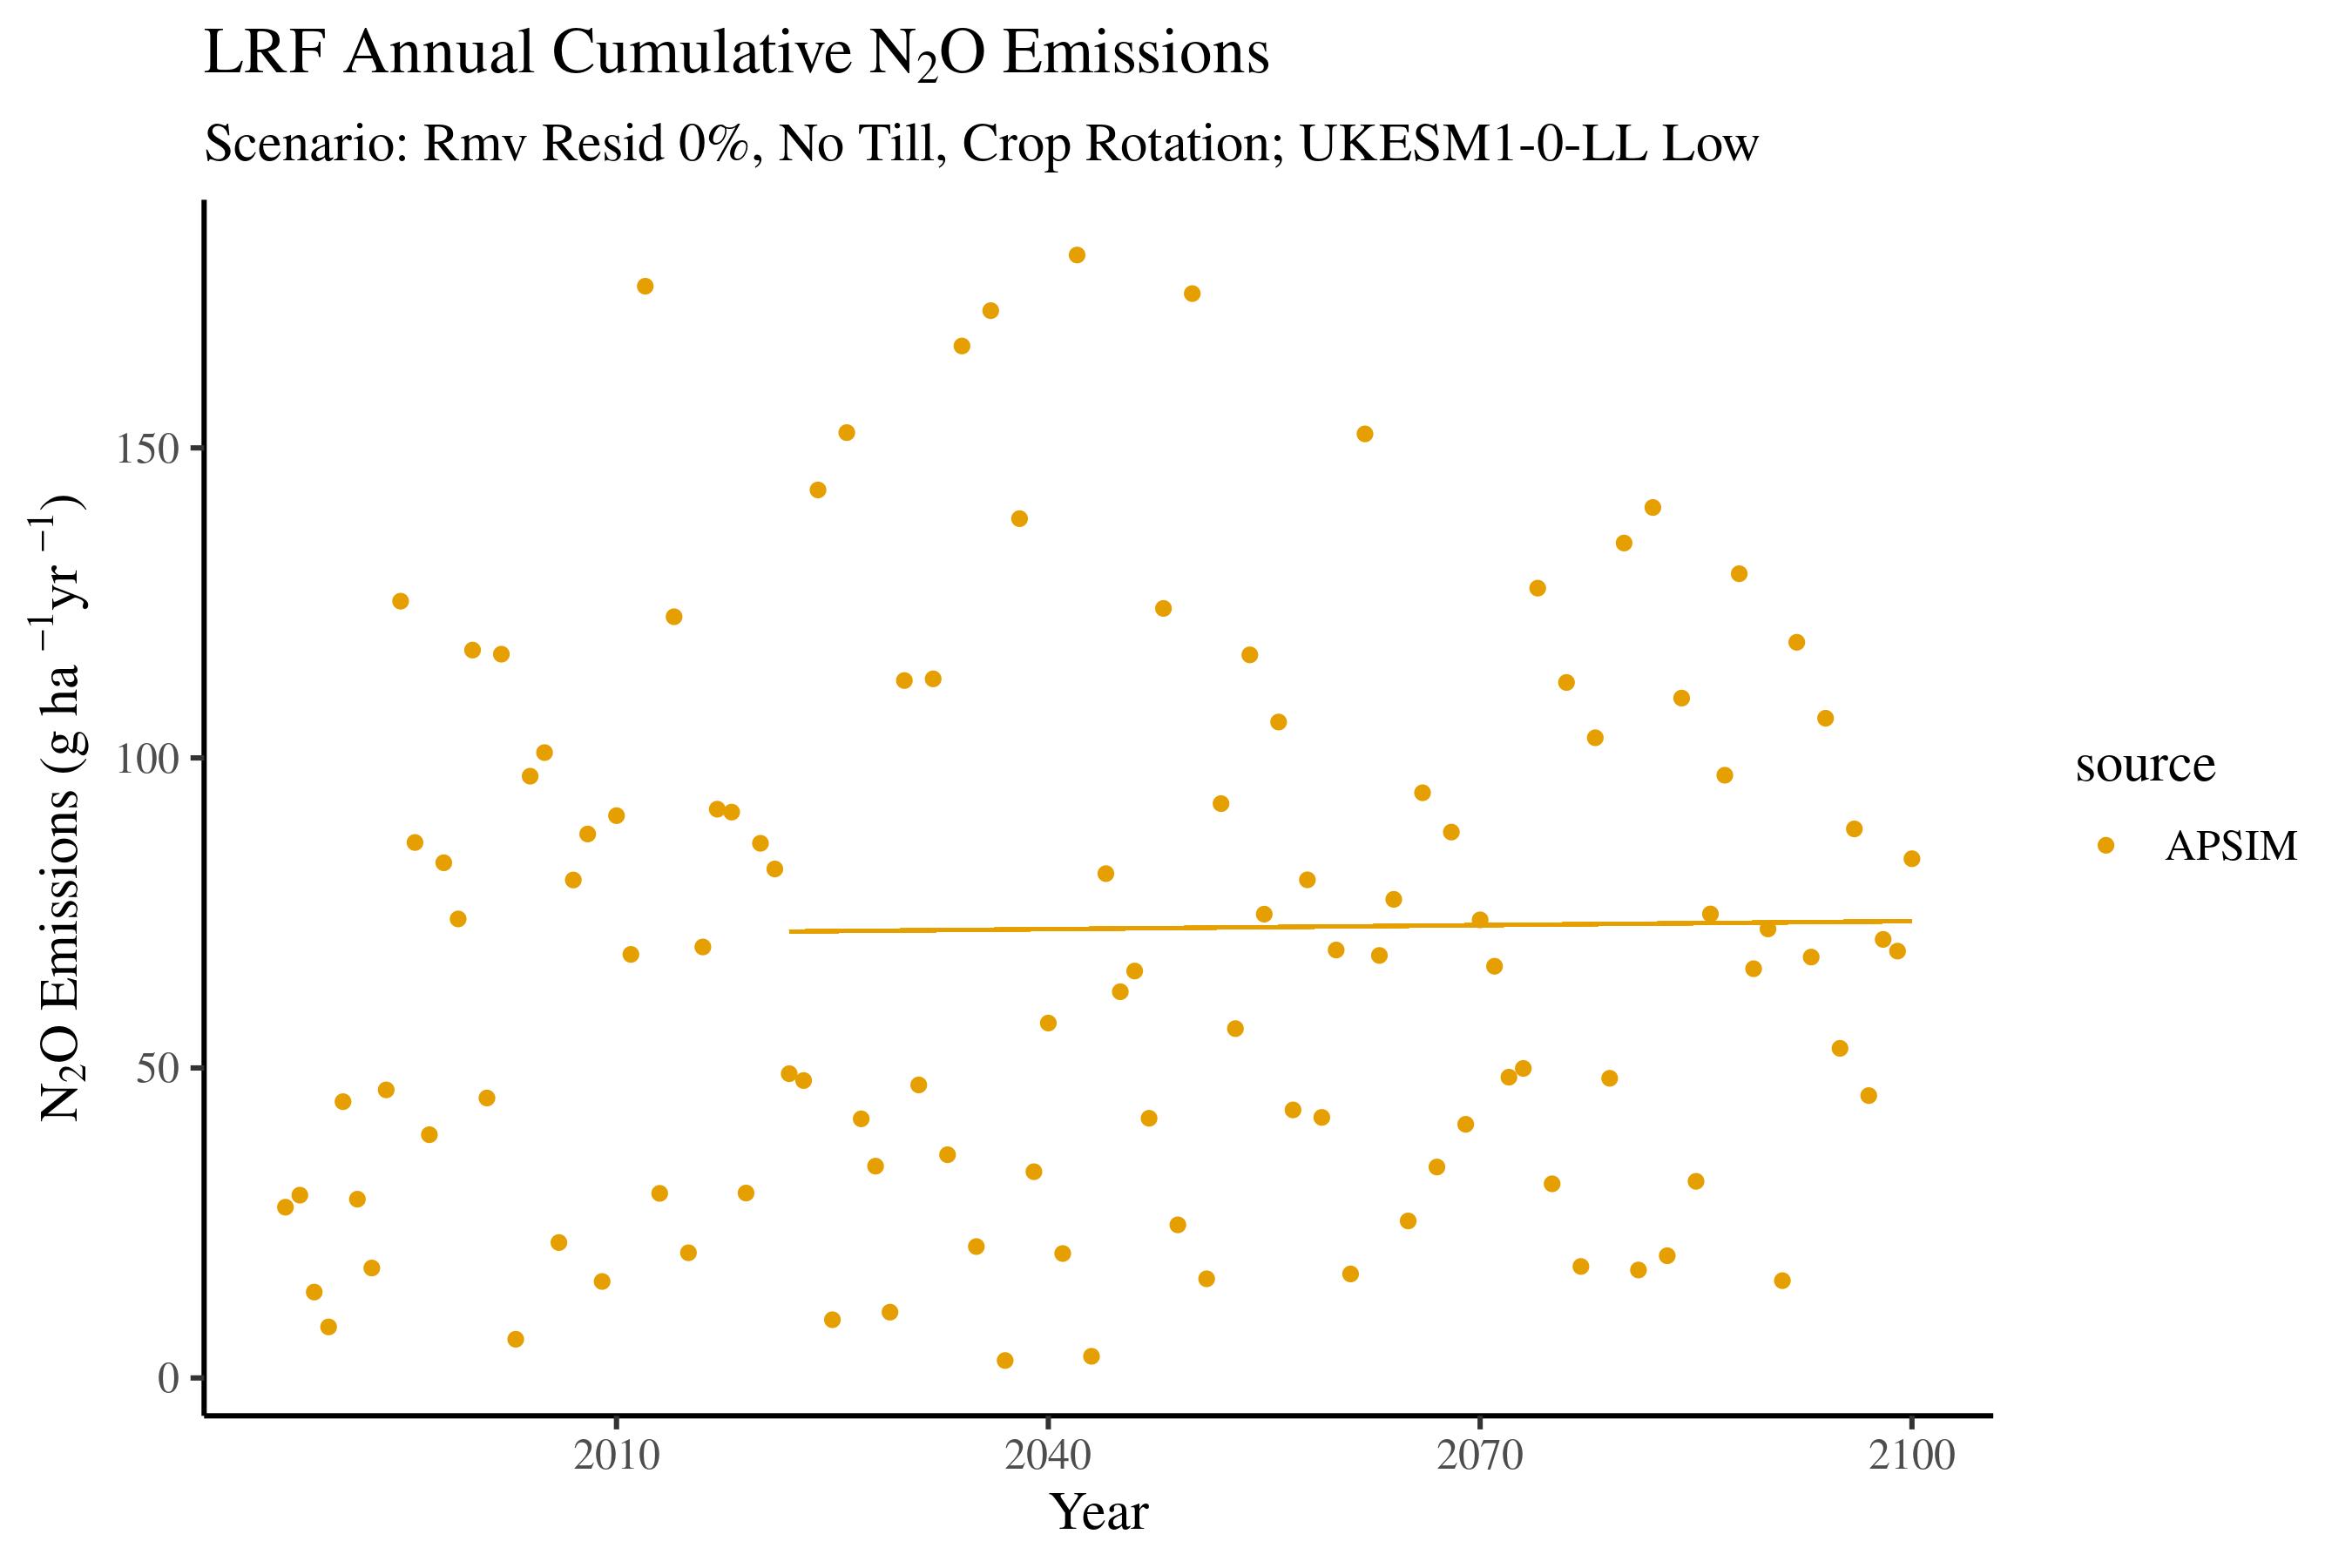 LRF Annual Cumulative N₂O Emissions
Scenario: Rmv Resid 0%, No Till, Crop Rotation; UKESM1-0-LL Low
N₂O Emissions (g ha ⁻¹yr ⁻¹)
150
100
50
0
2010 2040 2070 2100
Year
source
APSIM